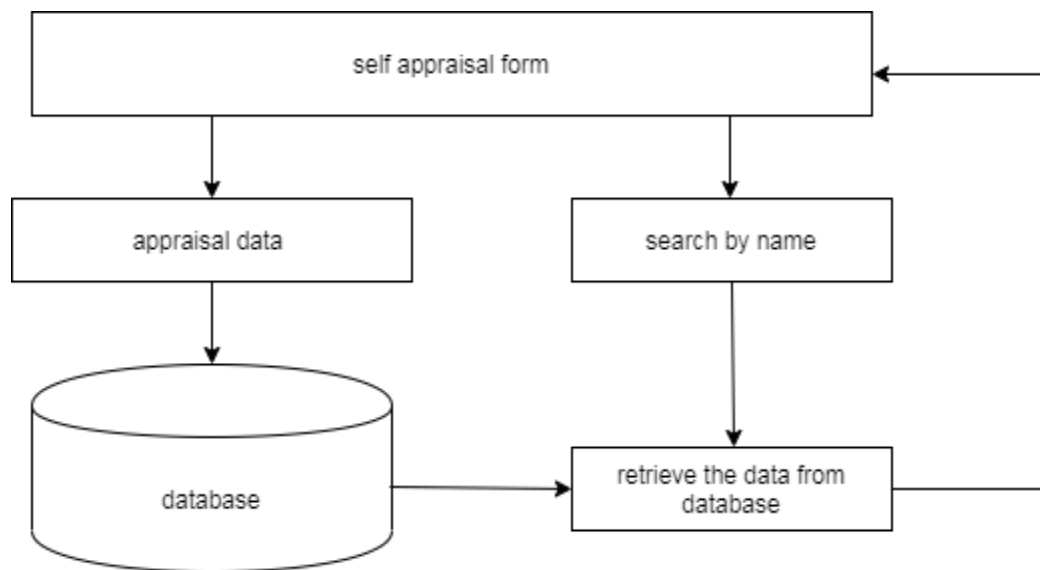 self appraisal form
appraisal data
search by name
database
retrieve the data from
database